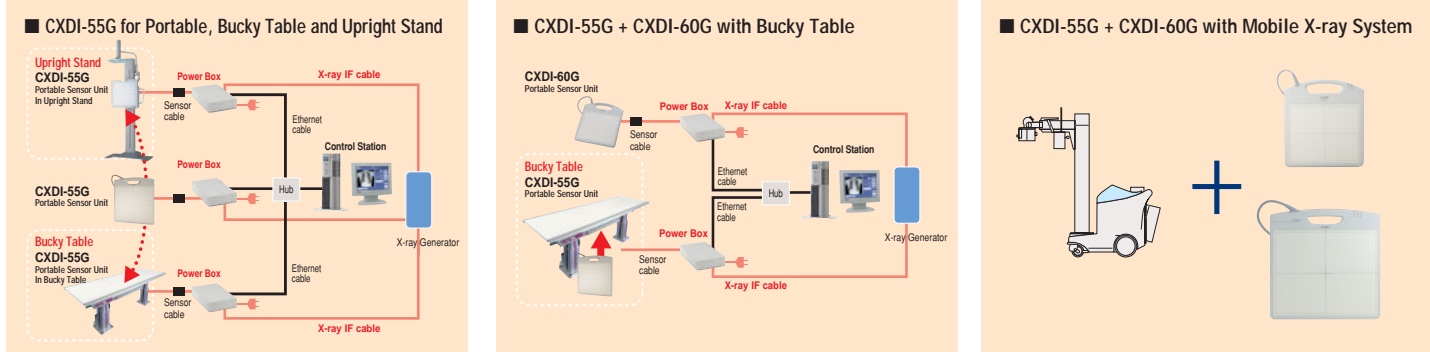 ■ CXDI-55G for Portable, Bucky Table and Upright Stand
Upright Stand
CXDI-55G
Portable Sensor Unit
In Upright Stand
Power Box
X-ray IF cable
Sensor
cable
Ethernet
cable
Control Station
CXDI-55G
Portable Sensor Unit
Power Box
Hub
X-ray Generator
Bucky Table
CXDI-55G
Portable Sensor Unit
In Bucky Table
Power Box
Sensor
cable
Ethernet
cable
X-ray IF cable
■ CXDI-55G + CXDI-60G with Bucky Table
CXDI-60G
Portable Sensor Unit
Power Box
X-ray IF cable
Sensor
cable
Control Station
Bucky Table
CXDI-55G
Portable Sensor Unit
Ethernet
cable
Ethernet
cable
Hub
Power Box
X-ray Generator
Sensor
cable
X-ray IF cable
■ CXDI-55G + CXDI-60G with Mobile X-ray System